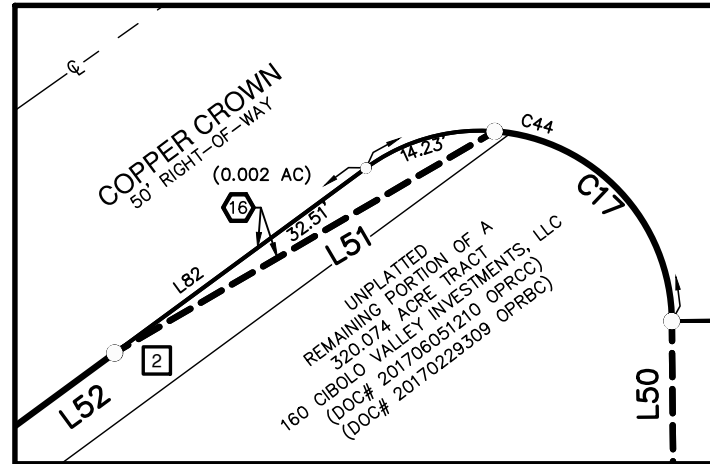 ℄
COPPER CROWN
50' RIGHT-OF-WAY
(0.002 AC)
16
14.23'
C44
C17
32.51'
L51
L82
UNPLATTED
REMAINING PORTION OF A
320.074 ACRE TRACT
160 CIBOLO VALLEY INVESTMENTS, LLC
(DOC# 201706051210 OPRCC)
(DOC# 20170229309 OPRBC)
2
L52
L50